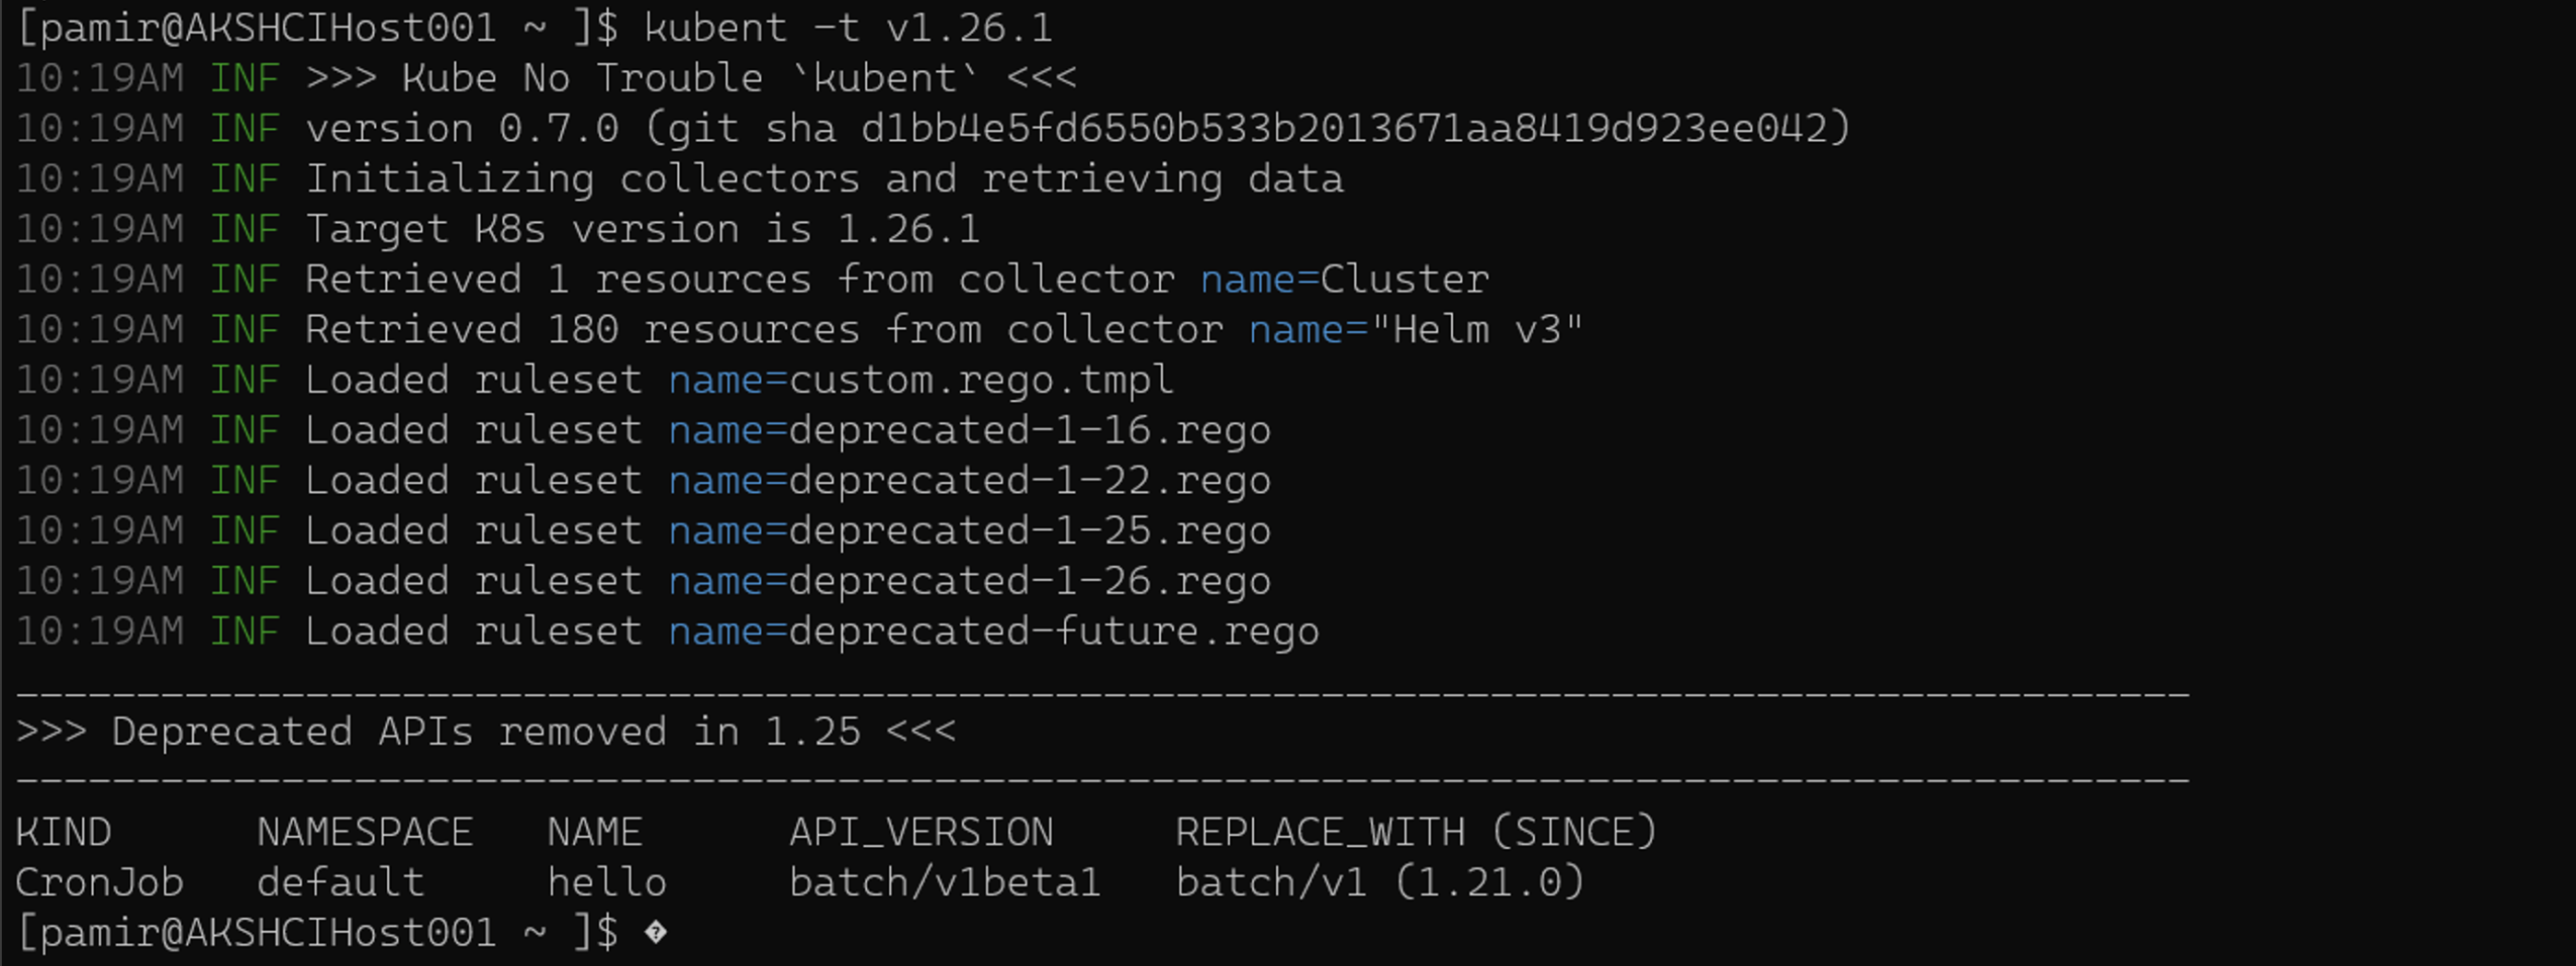 [pamir@AKSHCIHost001 ~ ]$ kubent -t v1.26.1
10:19AM INF >>> Kube No Trouble `kubent` <<<
10:19AM INF version 0.7.0 (git sha d1bb4e5fd6550b533b2013671aa8419d923ee042)
10:19AM INF Initializing collectors and retrieving data
10:19AM INF Target K8s version is 1.26.1
10:19AM INF Retrieved 1 resources from collector name=Cluster
10:19AM INF Retrieved 180 resources from collector name="Helm v3"
10:19AM INF Loaded ruleset name=custom.rego.tmpl
10:19AM INF Loaded ruleset name=deprecated-1-16.rego
10:19AM INF Loaded ruleset name=deprecated-1-22.rego
10:19AM INF Loaded ruleset name=deprecated-1-25.rego
10:19AM INF Loaded ruleset name=deprecated-1-26.rego
10:19AM INF Loaded ruleset name=deprecated-future.rego
__________________________________________________________________________________________
>>> Deprecated APIs removed in 1.25 <<<
------------------------------------------------------------------------------------------
KIND      NAMESPACE   NAME      API_VERSION     REPLACE_WITH (SINCE)
CronJob   default     hello     batch/v1beta1   batch/v1 (1.21.0)
[pamir@AKSHCIHost001 ~ ]$ �